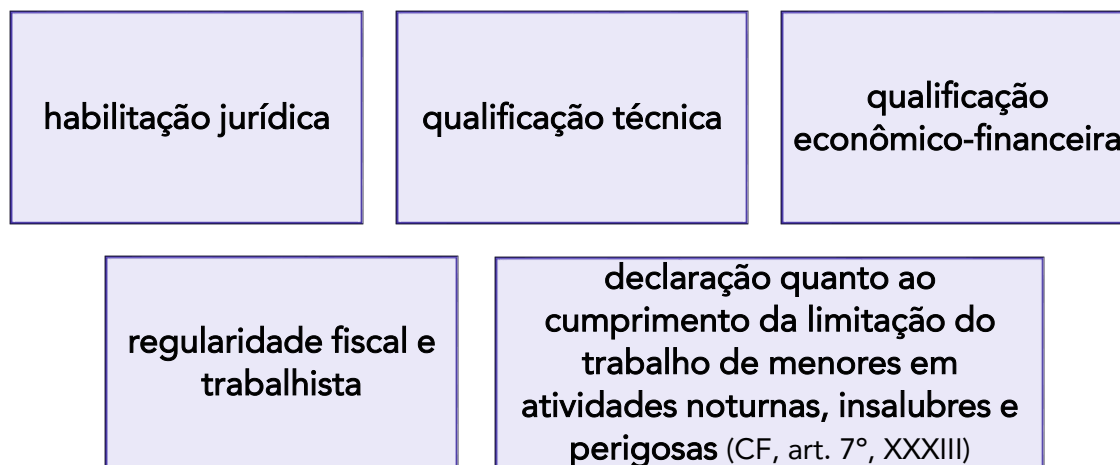 habilitação jurídica
qualificação técnica
qualificação
econômico-financeira
regularidade fiscal e
trabalhista
declaração quanto ao
cumprimento da limitação do
trabalho de menores em
atividades noturnas, insalubres e
perigosas (CF, art. 7º, XXXIII)